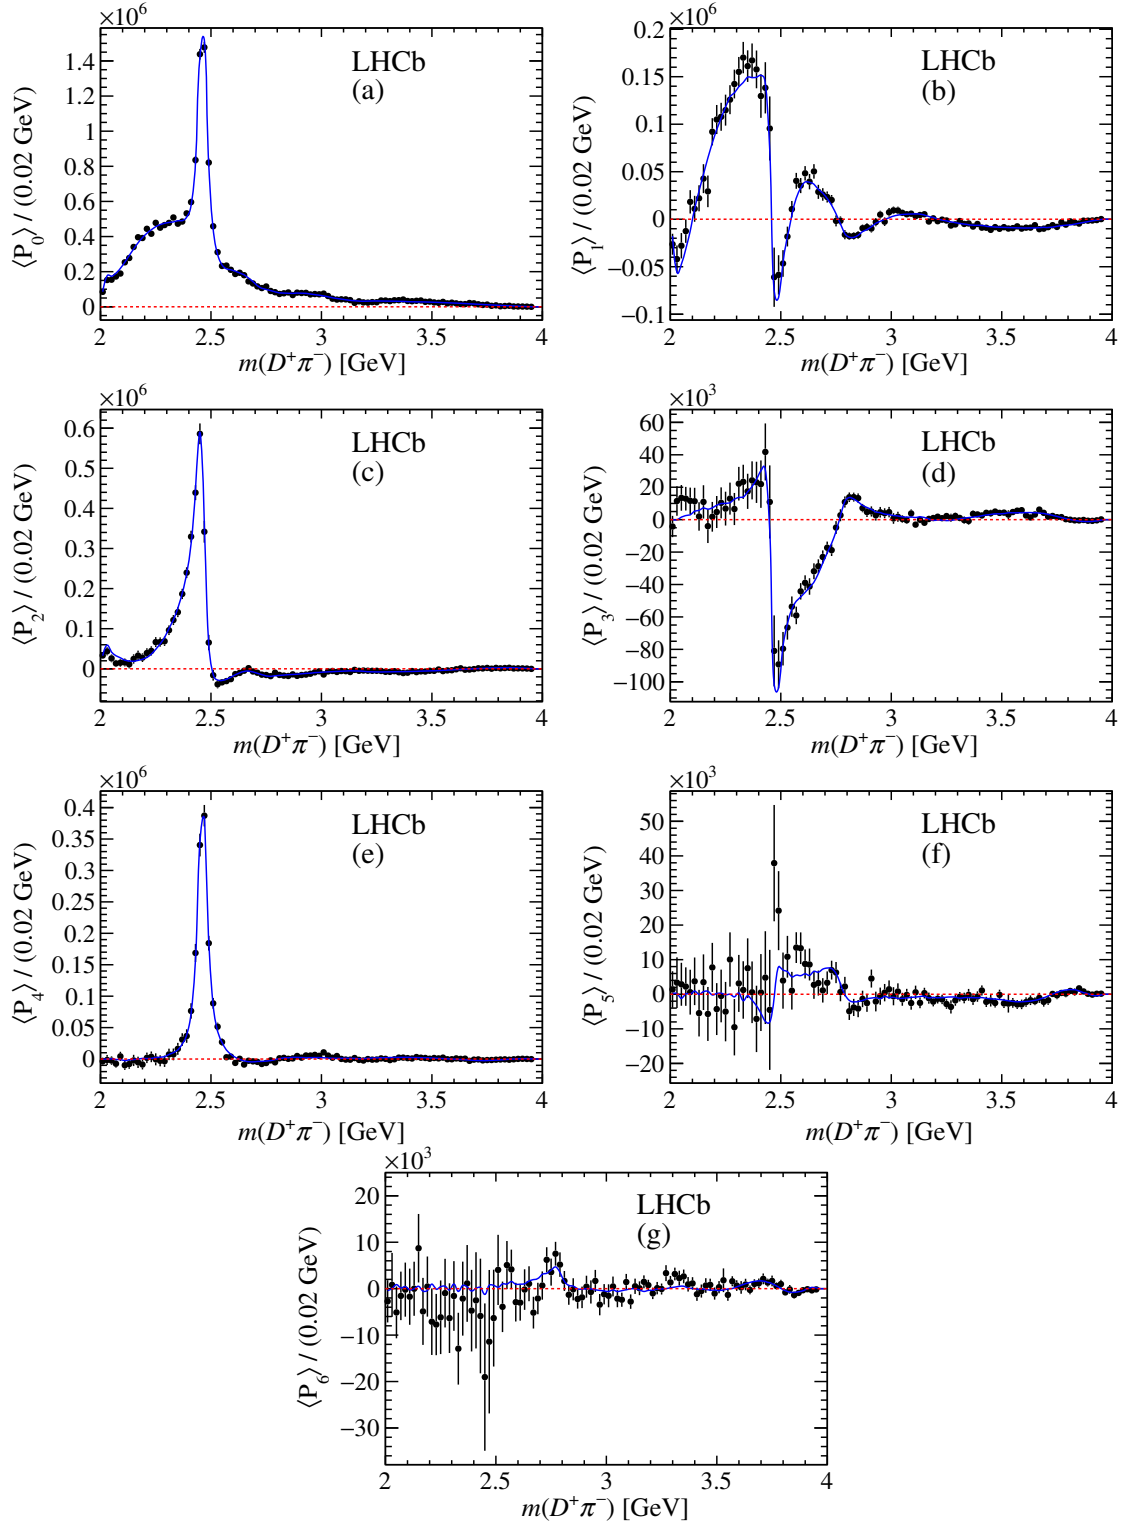 ×10⁶
⟨P₀⟩ / (0.02 GeV)
1.4
1.2
1
0.8
0.6
0.4
0.2
0
LHCb
(a)
2 2.5 3 3.5 4
m(D⁺π⁻) [GeV]
×10⁶
⟨P₁⟩ / (0.02 GeV)
0.2
0.15
0.1
0.05
0
−0.05
−0.1
LHCb
(b)
2 2.5 3 3.5 4
m(D⁺π⁻) [GeV]
×10⁶
⟨P₂⟩ / (0.02 GeV)
0.6
0.5
0.4
0.3
0.2
0.1
0
LHCb
(c)
2 2.5 3 3.5 4
m(D⁺π⁻) [GeV]
×10³
⟨P₃⟩ / (0.02 GeV)
60
40
20
0
−20
−40
−60
−80
−100
LHCb
(d)
2 2.5 3 3.5 4
m(D⁺π⁻) [GeV]
×10⁶
⟨P₄⟩ / (0.02 GeV)
0.4
0.35
0.3
0.25
0.2
0.15
0.1
0.05
0
LHCb
(e)
2 2.5 3 3.5 4
m(D⁺π⁻) [GeV]
×10³
⟨P₅⟩ / (0.02 GeV)
50
40
30
20
10
0
−10
−20
LHCb
(f)
2 2.5 3 3.5 4
m(D⁺π⁻) [GeV]
×10³
⟨P₆⟩ / (0.02 GeV)
20
10
0
−10
−20
−30
LHCb
(g)
2 2.5 3 3.5 4
m(D⁺π⁻) [GeV]